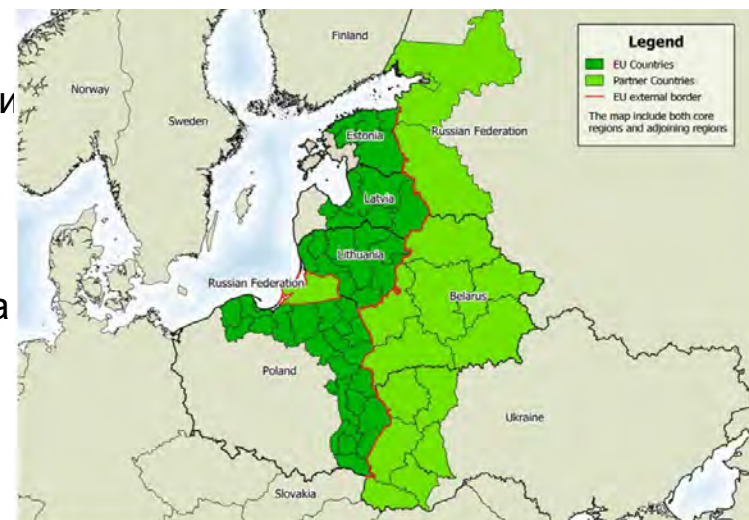 Finland
Legend
EU Countries
Partner Countries
EU external border
The map include both core
regions and adjoining regions
Norway
и
Sweden
Estonia
Russian Federation
Latvia
Lithuania
Russian Federation
Belarus
а
Poland
Ukraine
Slovakia